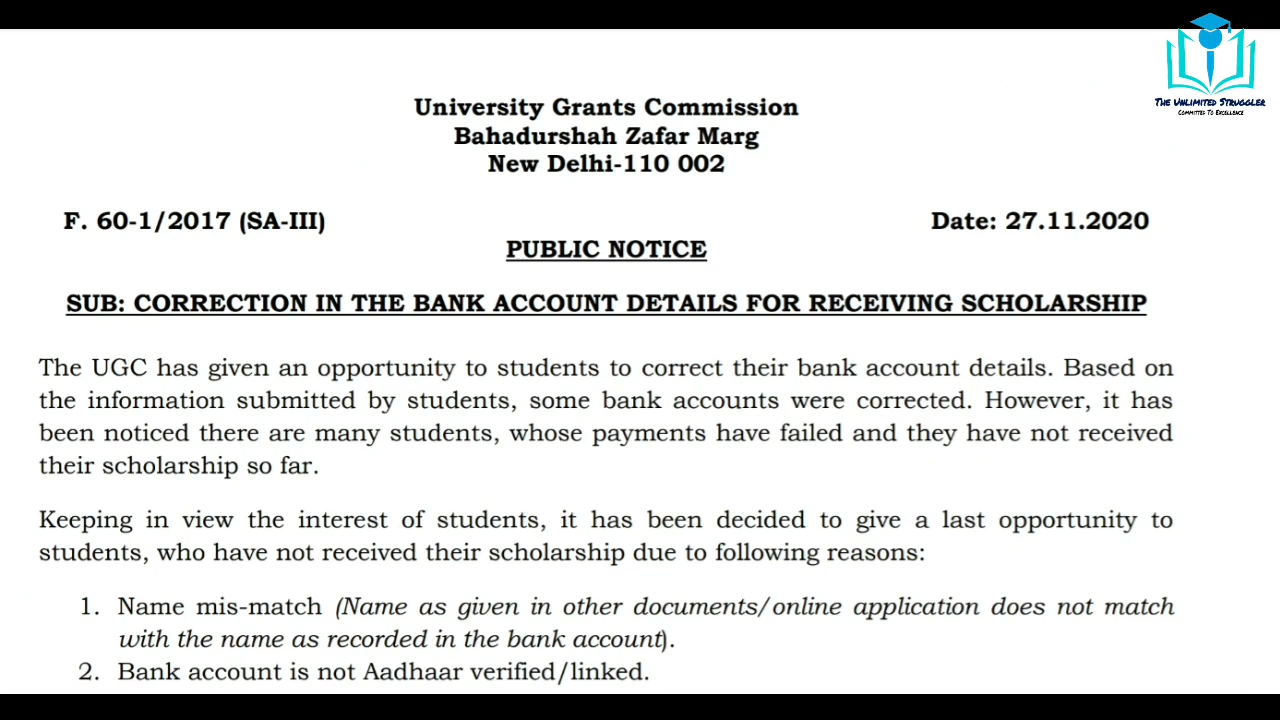 THE UNLIMITED STRUGGLER
COMMITTED TO EXCELLENCE
University Grants Commission
Bahadurshah Zafar Marg
New Delhi-110 002
F. 60-1/2017 (SA-III) Date: 27.11.2020
PUBLIC NOTICE
SUB: CORRECTION IN THE BANK ACCOUNT DETAILS FOR RECEIVING SCHOLARSHIP
The UGC has given an opportunity to students to correct their bank account details. Based on
the information submitted by students, some bank accounts were corrected. However, it has
been noticed there are many students, whose payments have failed and they have not received
their scholarship so far.
Keeping in view the interest of students, it has been decided to give a last opportunity to
students, who have not received their scholarship due to following reasons:
1. Name mis-match (Name as given in other documents/online application does not match
with the name as recorded in the bank account).
2. Bank account is not Aadhaar verified/linked.